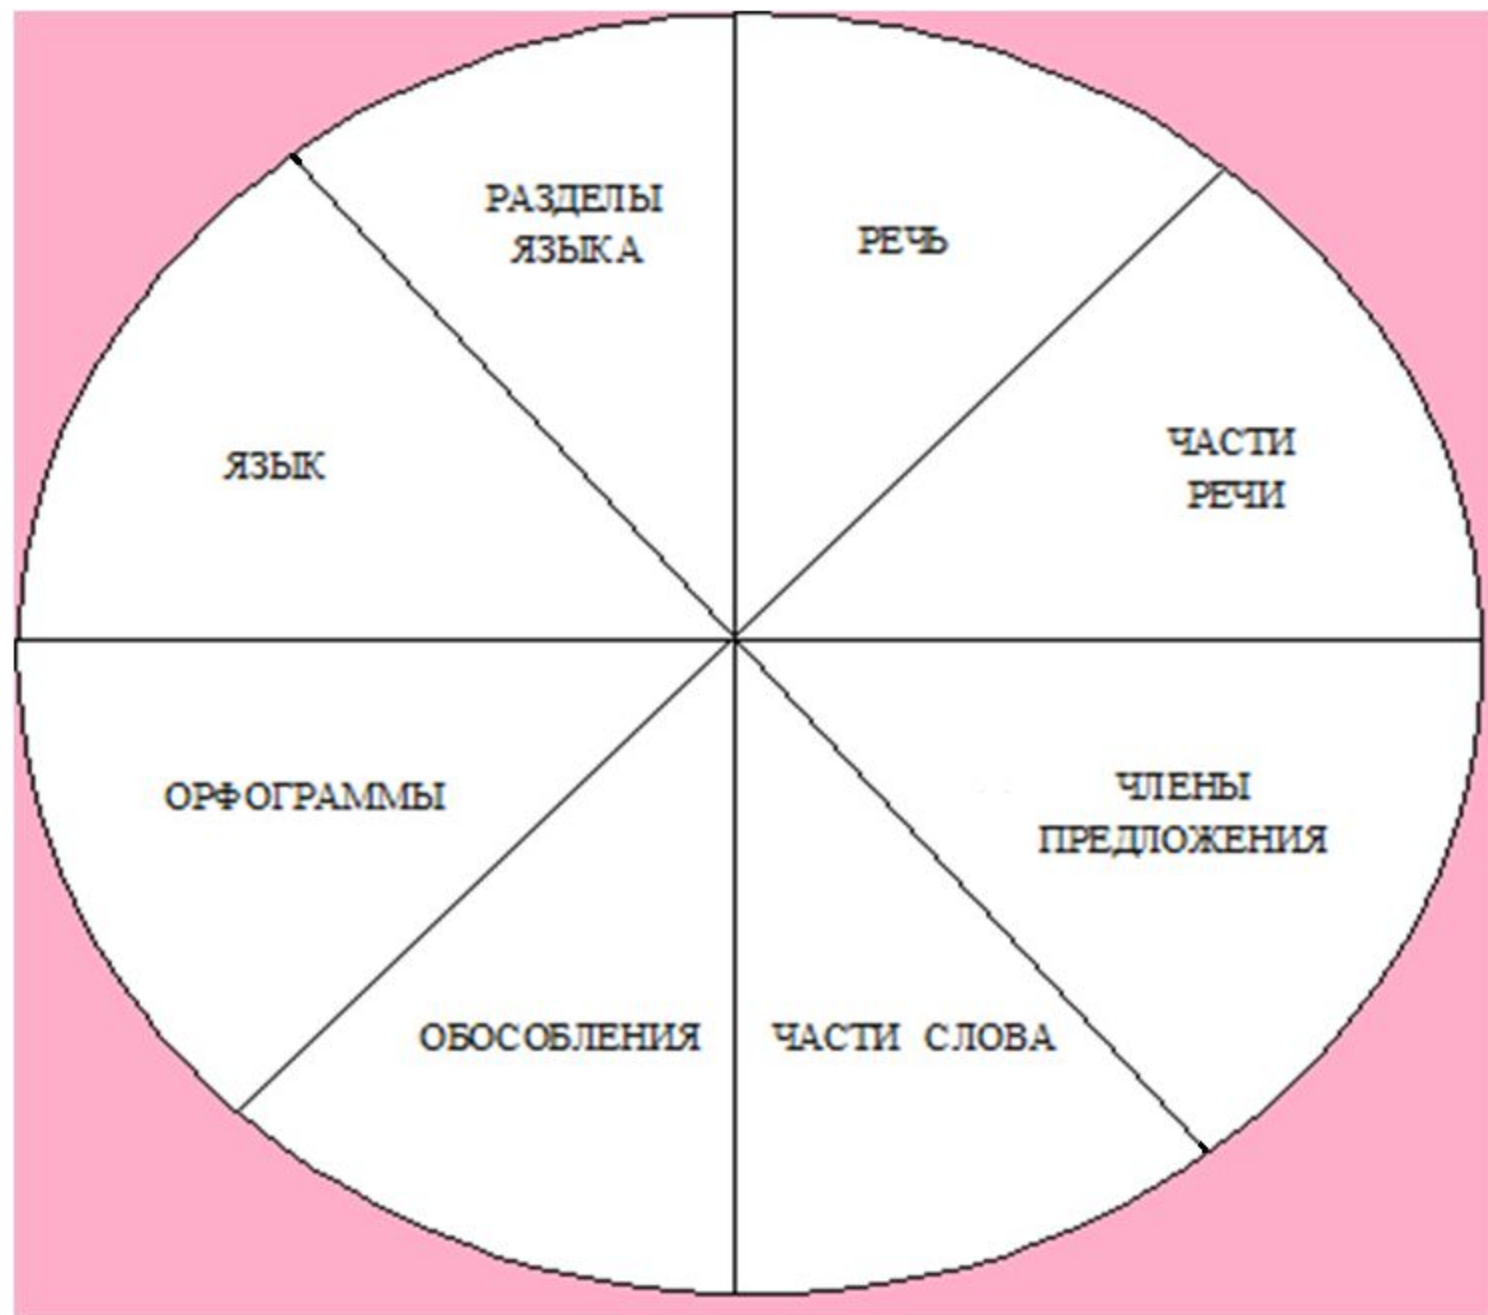 РАЗДЕЛЫ
ЯЗЫКА
РЕЧЬ
ЧАСТИ
РЕЧИ
ЯЗЫК
ЧЛЕНЫ
ПРЕДЛОЖЕНИЯ
ОРФОГРАММЫ
ОБОСОБЛЕНИЯ
ЧАСТИ СЛОВА